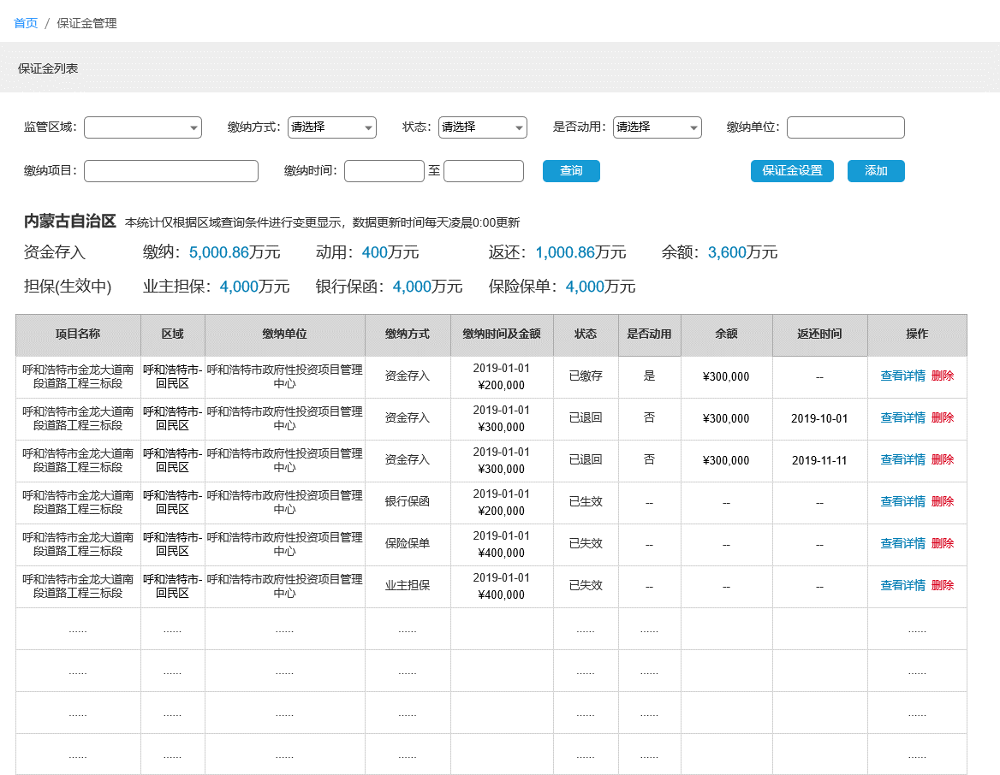 首页 / 保证金管理
保证金列表
监管区域： 缴纳方式： 请选择 状态： 请选择 是否动用： 请选择 缴纳单位：
缴纳项目： 缴纳时间： 至 查询 保证金设置 添加
内蒙古自治区 本统计仅根据区域查询条件进行变更显示，数据更新时间每天凌晨0:00更新
资金存入 缴纳：5,000.86万元 动用：400万元 返还：1,000.86万元 余额：3,600万元
担保(生效中) 业主担保：4,000万元 银行保函：4,000万元 保险保单：4,000万元
项目名称 区域 缴纳单位 缴纳方式 缴纳时间及金额 状态 是否动用 余额 返还时间 操作
呼和浩特市金龙大道南 呼和浩特市- 呼和浩特市政府性投资项目管理 资金存入 2019-01-01 已缴存 是 ¥300,000 -- 查看详情 删除
段道路工程三标段 回民区 中心 ¥200,000
呼和浩特市金龙大道南 呼和浩特市- 呼和浩特市政府性投资项目管理 资金存入 2019-01-01 已退回 否 ¥300,000 2019-10-01 查看详情 删除
段道路工程三标段 回民区 中心 ¥300,000
呼和浩特市金龙大道南 呼和浩特市- 呼和浩特市政府性投资项目管理 资金存入 2019-01-01 已退回 否 ¥300,000 2019-11-11 查看详情 删除
段道路工程三标段 回民区 中心 ¥300,000
呼和浩特市金龙大道南 呼和浩特市- 呼和浩特市政府性投资项目管理 银行保函 2019-01-01 已生效 -- -- -- 查看详情 删除
段道路工程三标段 回民区 中心 ¥200,000
呼和浩特市金龙大道南 呼和浩特市- 呼和浩特市政府性投资项目管理 保险保单 2019-01-01 已失效 -- -- -- 查看详情 删除
段道路工程三标段 回民区 中心 ¥400,000
呼和浩特市金龙大道南 呼和浩特市- 呼和浩特市政府性投资项目管理 业主担保 2019-01-01 已失效 -- -- -- 查看详情 删除
段道路工程三标段 回民区 中心 ¥400,000
...... ...... ...... ...... ...... ...... ......
...... ...... ...... ...... ...... ...... ......
...... ...... ...... ...... ...... ...... ......
...... ...... ...... ...... ...... ...... ......